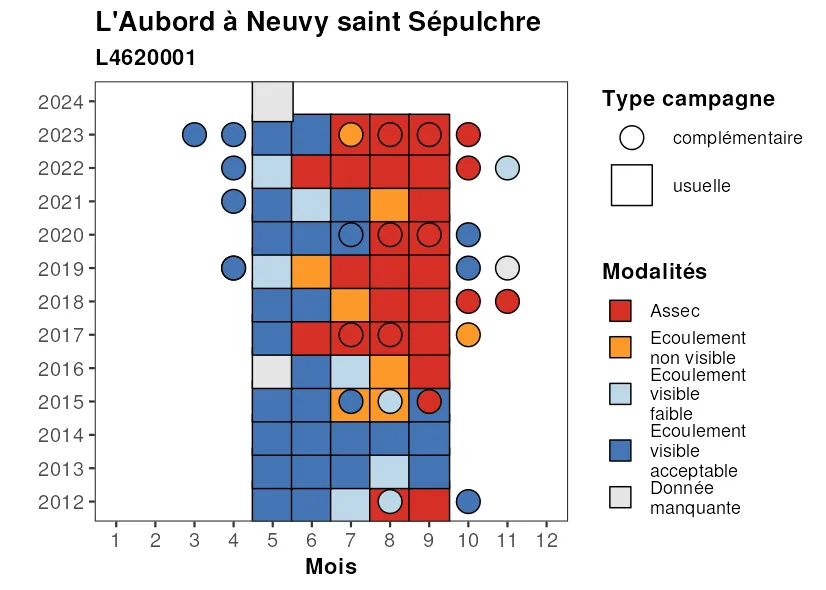 L'Aubord à Neuvy saint Sépulchre
L4620001
2024
2023
2022
2021
2020
2019
2018
2017
2016
2015
2014
2013
2012
1 2 3 4 5 6 7 8 9 10 11 12
Mois
Type campagne
complémentaire
usuelle
Modalités
Assec
Ecoulement
non visible
Ecoulement
visible
faible
Ecoulement
visible
acceptable
Donnée
manquante